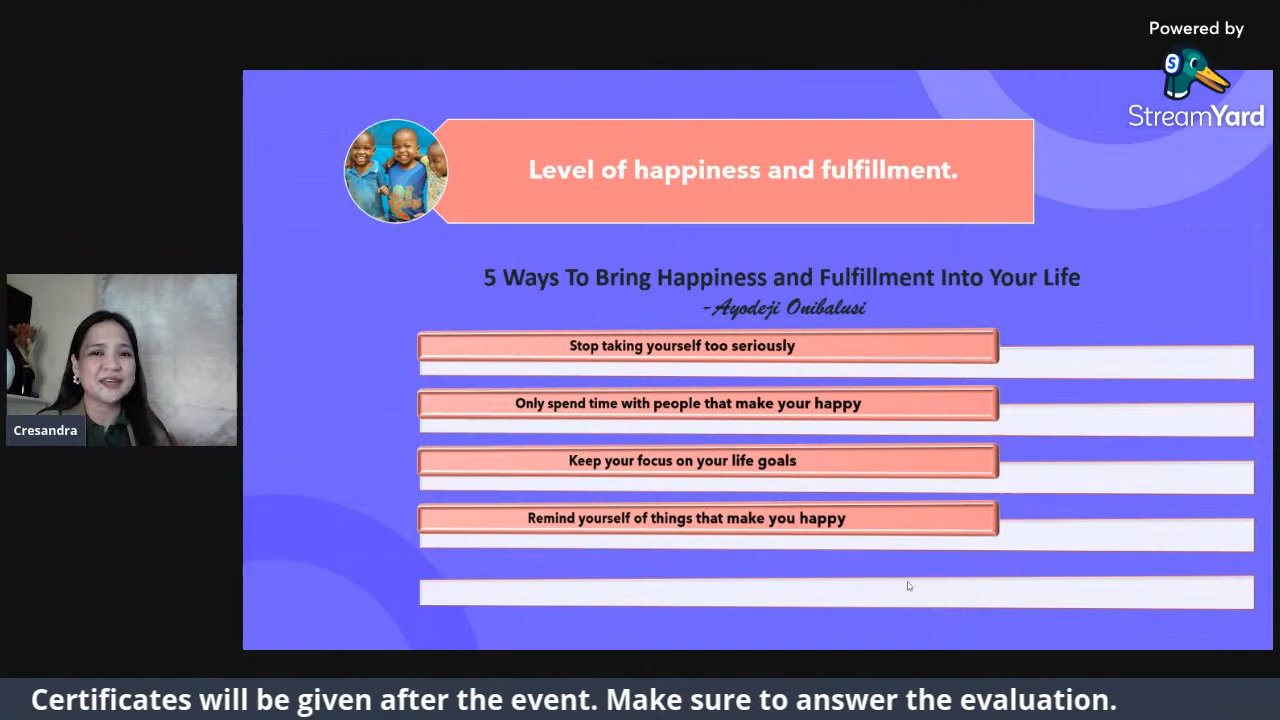 Powered by
StreamYard
Level of happiness and fulfillment.
5 Ways To Bring Happiness and Fulfillment Into Your Life
-Ayodeji Onibalusi
Stop taking yourself too seriously
Only spend time with people that make your happy
Keep your focus on your life goals
Remind yourself of things that make you happy
Cresandra
Certificates will be given after the event. Make sure to answer the evaluation.